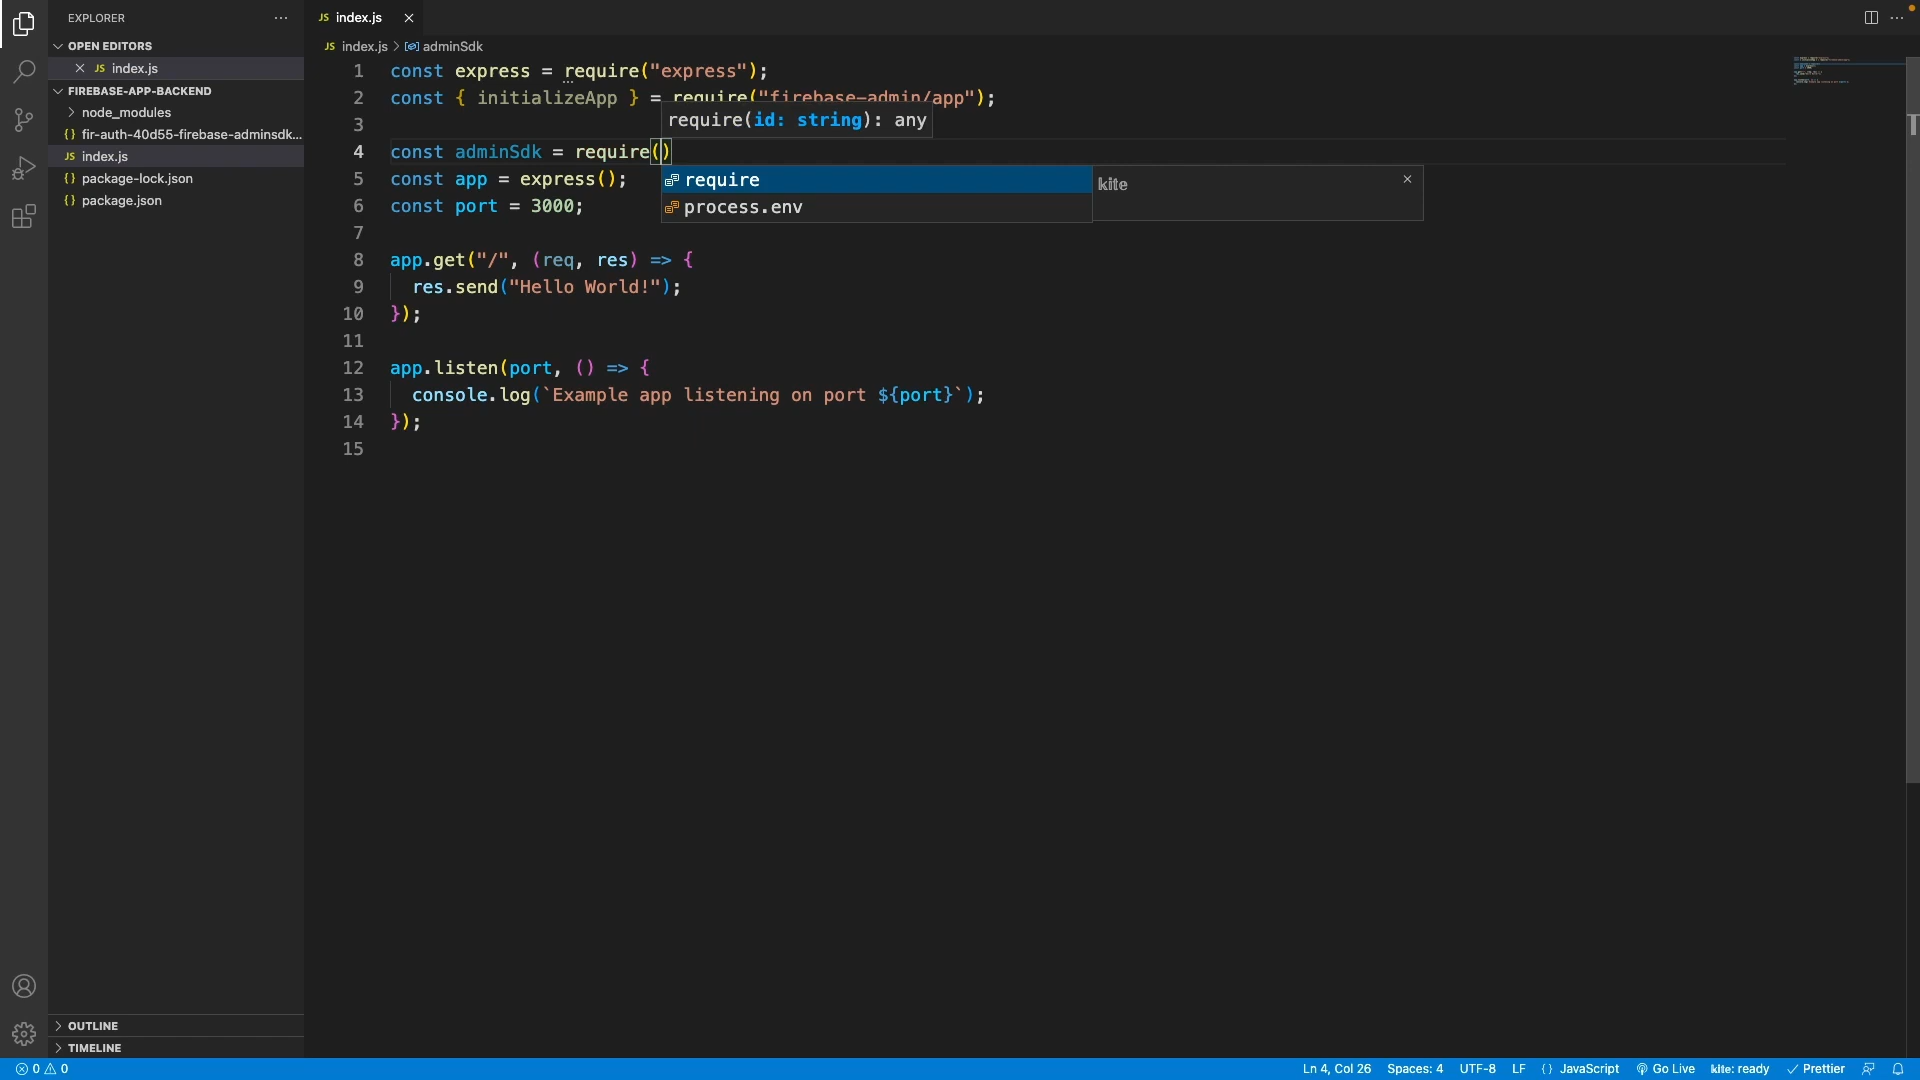 EXPLORER
OPEN EDITORS
JS index.js
FIREBASE-APP-BACKEND
node_modules
{} fir-auth-40d55-firebase-adminsdk...
JS index.js
{} package-lock.json
{} package.json
OUTLINE
TIMELINE
JS index.js
JS index.js > adminSdk
1 const express = require("express");
2 const { initializeApp } = require("firebase-admin/app");
require(id: string): any
3
4 const adminSdk = require()
require
process.env
kite
5 const app = express();
6 const port = 3000;
7
8 app.get("/", (req, res) => {
9 res.send("Hello World!");
10 });
11
12 app.listen(port, () => {
13 console.log(`Example app listening on port ${port}`);
14 });
15
0 0
Ln 4, Col 26 Spaces: 4 UTF-8 LF {} JavaScript Go Live kite: ready Prettier